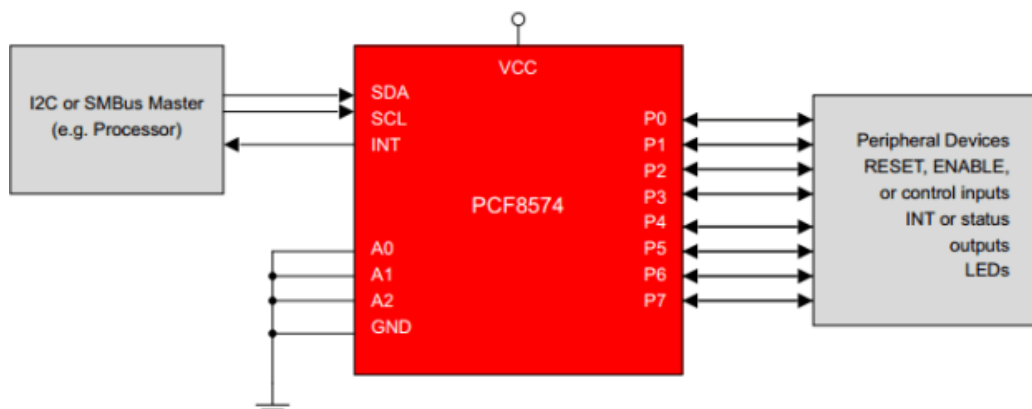 I2C or SMBus Master
(e.g. Processor)
VCC
SDA
SCL
INT
A0
A1
A2
GND
PCF8574
P0
P1
P2
P3
P4
P5
P6
P7
Peripheral Devices
RESET, ENABLE,
or control inputs
INT or status
outputs
LEDs